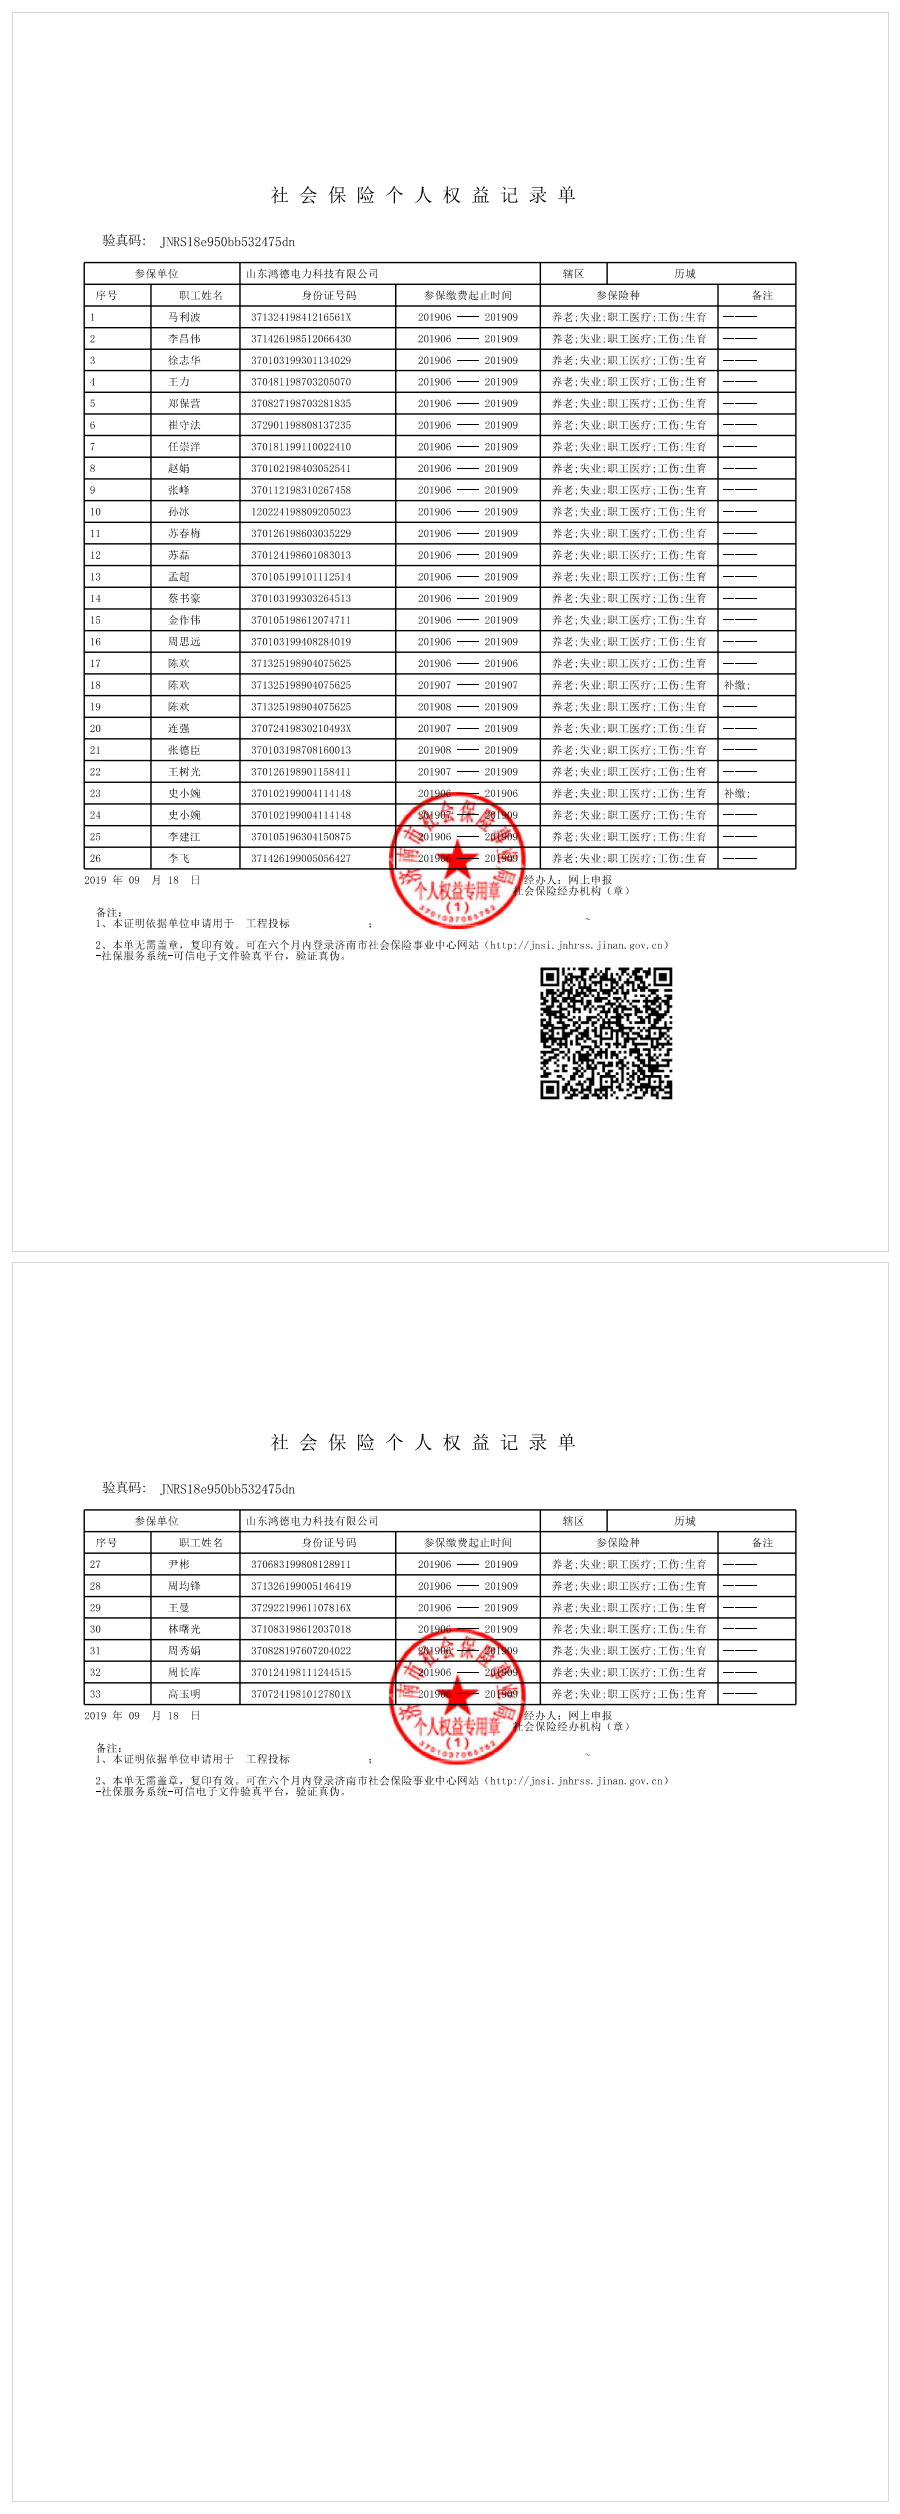 社会保险个人权益记录单
验真码: JNRS18e950bb532475dn
参保单位 山东鸿德电力科技有限公司 辖区 历城
序号 职工姓名 身份证号码 参保缴费起止时间 参保险种 备注
1 马利波 37132419841216561X 201906 —— 201909 养老;失业;职工医疗;工伤;生育 ———
2 李昌伟 371426198512066430 201906 —— 201909 养老;失业;职工医疗;工伤;生育 ———
3 徐志华 370103199301134029 201906 —— 201909 养老;失业;职工医疗;工伤;生育 ———
4 王力 370481198703205070 201906 —— 201909 养老;失业;职工医疗;工伤;生育 ———
5 郑保营 370827198703281835 201906 —— 201909 养老;失业;职工医疗;工伤;生育 ———
6 崔守法 372901198808137235 201906 —— 201909 养老;失业;职工医疗;工伤;生育 ———
7 任崇洋 370181199110022410 201906 —— 201909 养老;失业;职工医疗;工伤;生育 ———
8 赵娟 370102198403052541 201906 —— 201909 养老;失业;职工医疗;工伤;生育 ———
9 张峰 370112198310267458 201906 —— 201909 养老;失业;职工医疗;工伤;生育 ———
10 孙冰 120224198809205023 201906 —— 201909 养老;失业;职工医疗;工伤;生育 ———
11 苏春梅 370126198603035229 201906 —— 201909 养老;失业;职工医疗;工伤;生育 ———
12 苏磊 370124198601083013 201906 —— 201909 养老;失业;职工医疗;工伤;生育 ———
13 孟超 370105199101112514 201906 —— 201909 养老;失业;职工医疗;工伤;生育 ———
14 蔡书豪 370103199303264513 201906 —— 201909 养老;失业;职工医疗;工伤;生育 ———
15 金作伟 370105198612074711 201906 —— 201909 养老;失业;职工医疗;工伤;生育 ———
16 周思远 370103199408284019 201906 —— 201909 养老;失业;职工医疗;工伤;生育 ———
17 陈欢 371325198904075625 201906 —— 201906 养老;失业;职工医疗;工伤;生育 ———
18 陈欢 371325198904075625 201907 —— 201907 养老;失业;职工医疗;工伤;生育 补缴;
19 陈欢 371325198904075625 201908 —— 201909 养老;失业;职工医疗;工伤;生育 ———
20 连强 37072419830210493X 201907 —— 201909 养老;失业;职工医疗;工伤;生育 ———
21 张德臣 370103198708160013 201908 —— 201909 养老;失业;职工医疗;工伤;生育 ———
22 王树光 370126198901158411 201907 —— 201909 养老;失业;职工医疗;工伤;生育 ———
23 史小婉 370102199004114148 201906 —— 201906 养老;失业;职工医疗;工伤;生育 补缴;
24 史小婉 370102199004114148 201907 —— 201909 养老;失业;职工医疗;工伤;生育 ———
25 李建江 370105196304150875 201906 —— 201909 养老;失业;职工医疗;工伤;生育 ———
26 李飞 371426199005056427 201906 —— 201909 养老;失业;职工医疗;工伤;生育 ———
济南市社会保险事业局
个人权益专用章
(1)
3701037065752
2019 年 09 月 18 日 经办人: 网上申报
社会保险经办机构（章）
备注:
1、本证明依据单位申请用于 工程投标 ; ~
2、本单无需盖章，复印有效。可在六个月内登录济南市社会保险事业中心网站（http://jnsi.jnhrss.jinan.gov.cn）
-社保服务系统-可信电子文件验真平台，验证真伪。
社会保险个人权益记录单
验真码: JNRS18e950bb532475dn
参保单位 山东鸿德电力科技有限公司 辖区 历城
序号 职工姓名 身份证号码 参保缴费起止时间 参保险种 备注
27 尹彬 370683199808128911 201906 —— 201909 养老;失业;职工医疗;工伤;生育 ———
28 周均锋 371326199005146419 201906 —— 201909 养老;失业;职工医疗;工伤;生育 ———
29 王曼 37292219961107816X 201906 —— 201909 养老;失业;职工医疗;工伤;生育 ———
30 林曙光 371083198612037018 201906 —— 201909 养老;失业;职工医疗;工伤;生育 ———
31 周秀娟 370828197607204022 201906 —— 201909 养老;失业;职工医疗;工伤;生育 ———
32 周长库 370124198111244515 201906 —— 201909 养老;失业;职工医疗;工伤;生育 ———
33 高玉明 37072419810127801X 201906 —— 201909 养老;失业;职工医疗;工伤;生育 ———
济南市社会保险事业局
个人权益专用章
(1)
3701037065752
2019 年 09 月 18 日 经办人: 网上申报
社会保险经办机构（章）
备注:
1、本证明依据单位申请用于 工程投标 ; ~
2、本单无需盖章，复印有效。可在六个月内登录济南市社会保险事业中心网站（http://jnsi.jnhrss.jinan.gov.cn）
-社保服务系统-可信电子文件验真平台，验证真伪。